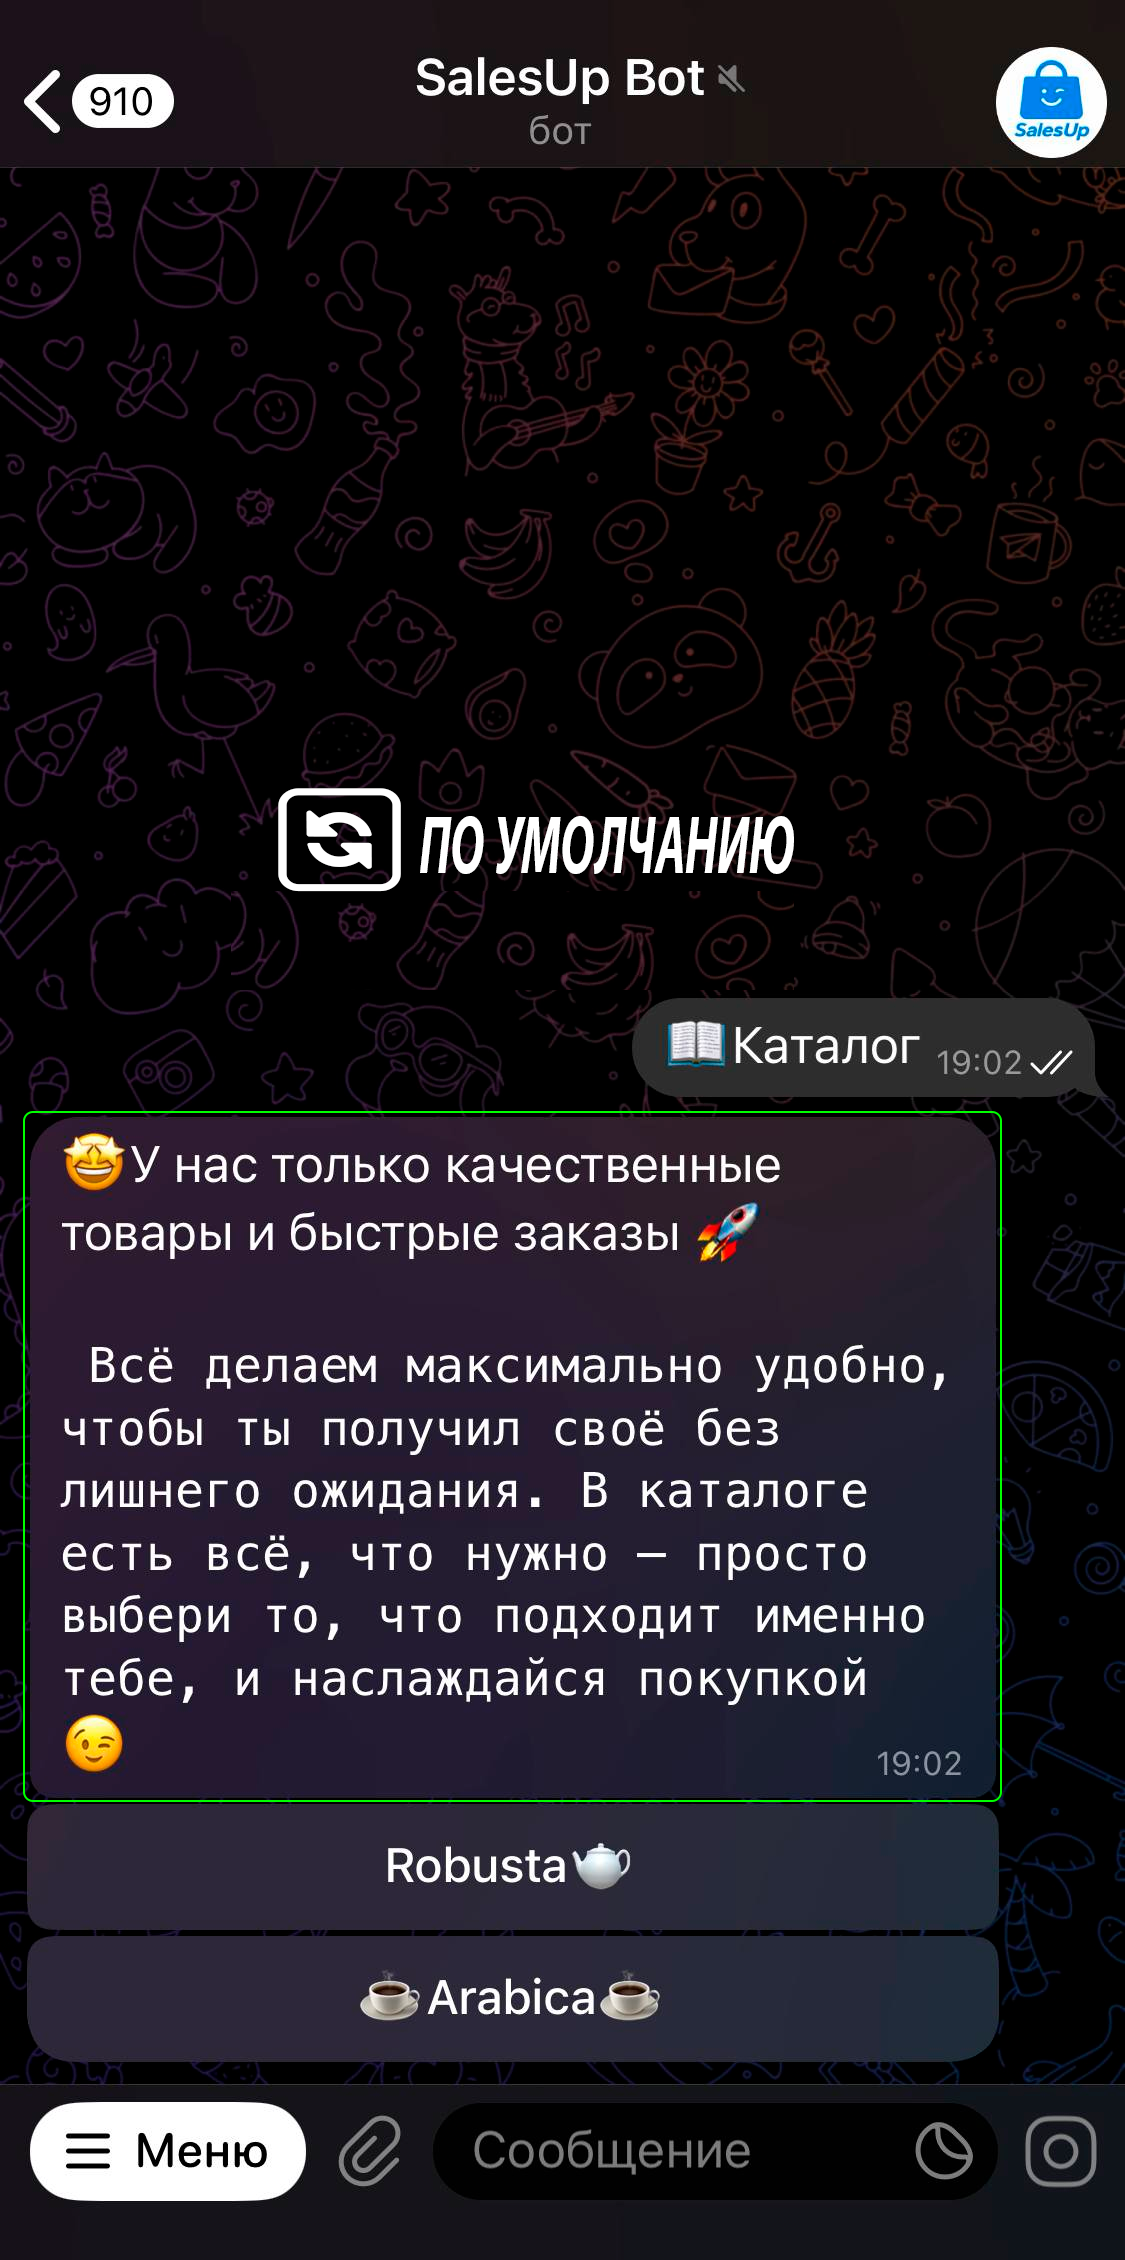 910
SalesUp Bot
бот
SalesUp
ПО УМОЛЧАНИЮ
📖Каталог 19:02
🤩У нас только качественные
товары и быстрые заказы 🚀
Всё делаем максимально удобно,
чтобы ты получил своё без
лишнего ожидания. В каталоге
есть всё, что нужно — просто
выбери то, что подходит именно
тебе, и наслаждайся покупкой
😉
19:02
Robusta🫖
☕Arabica☕
Меню
Сообщение